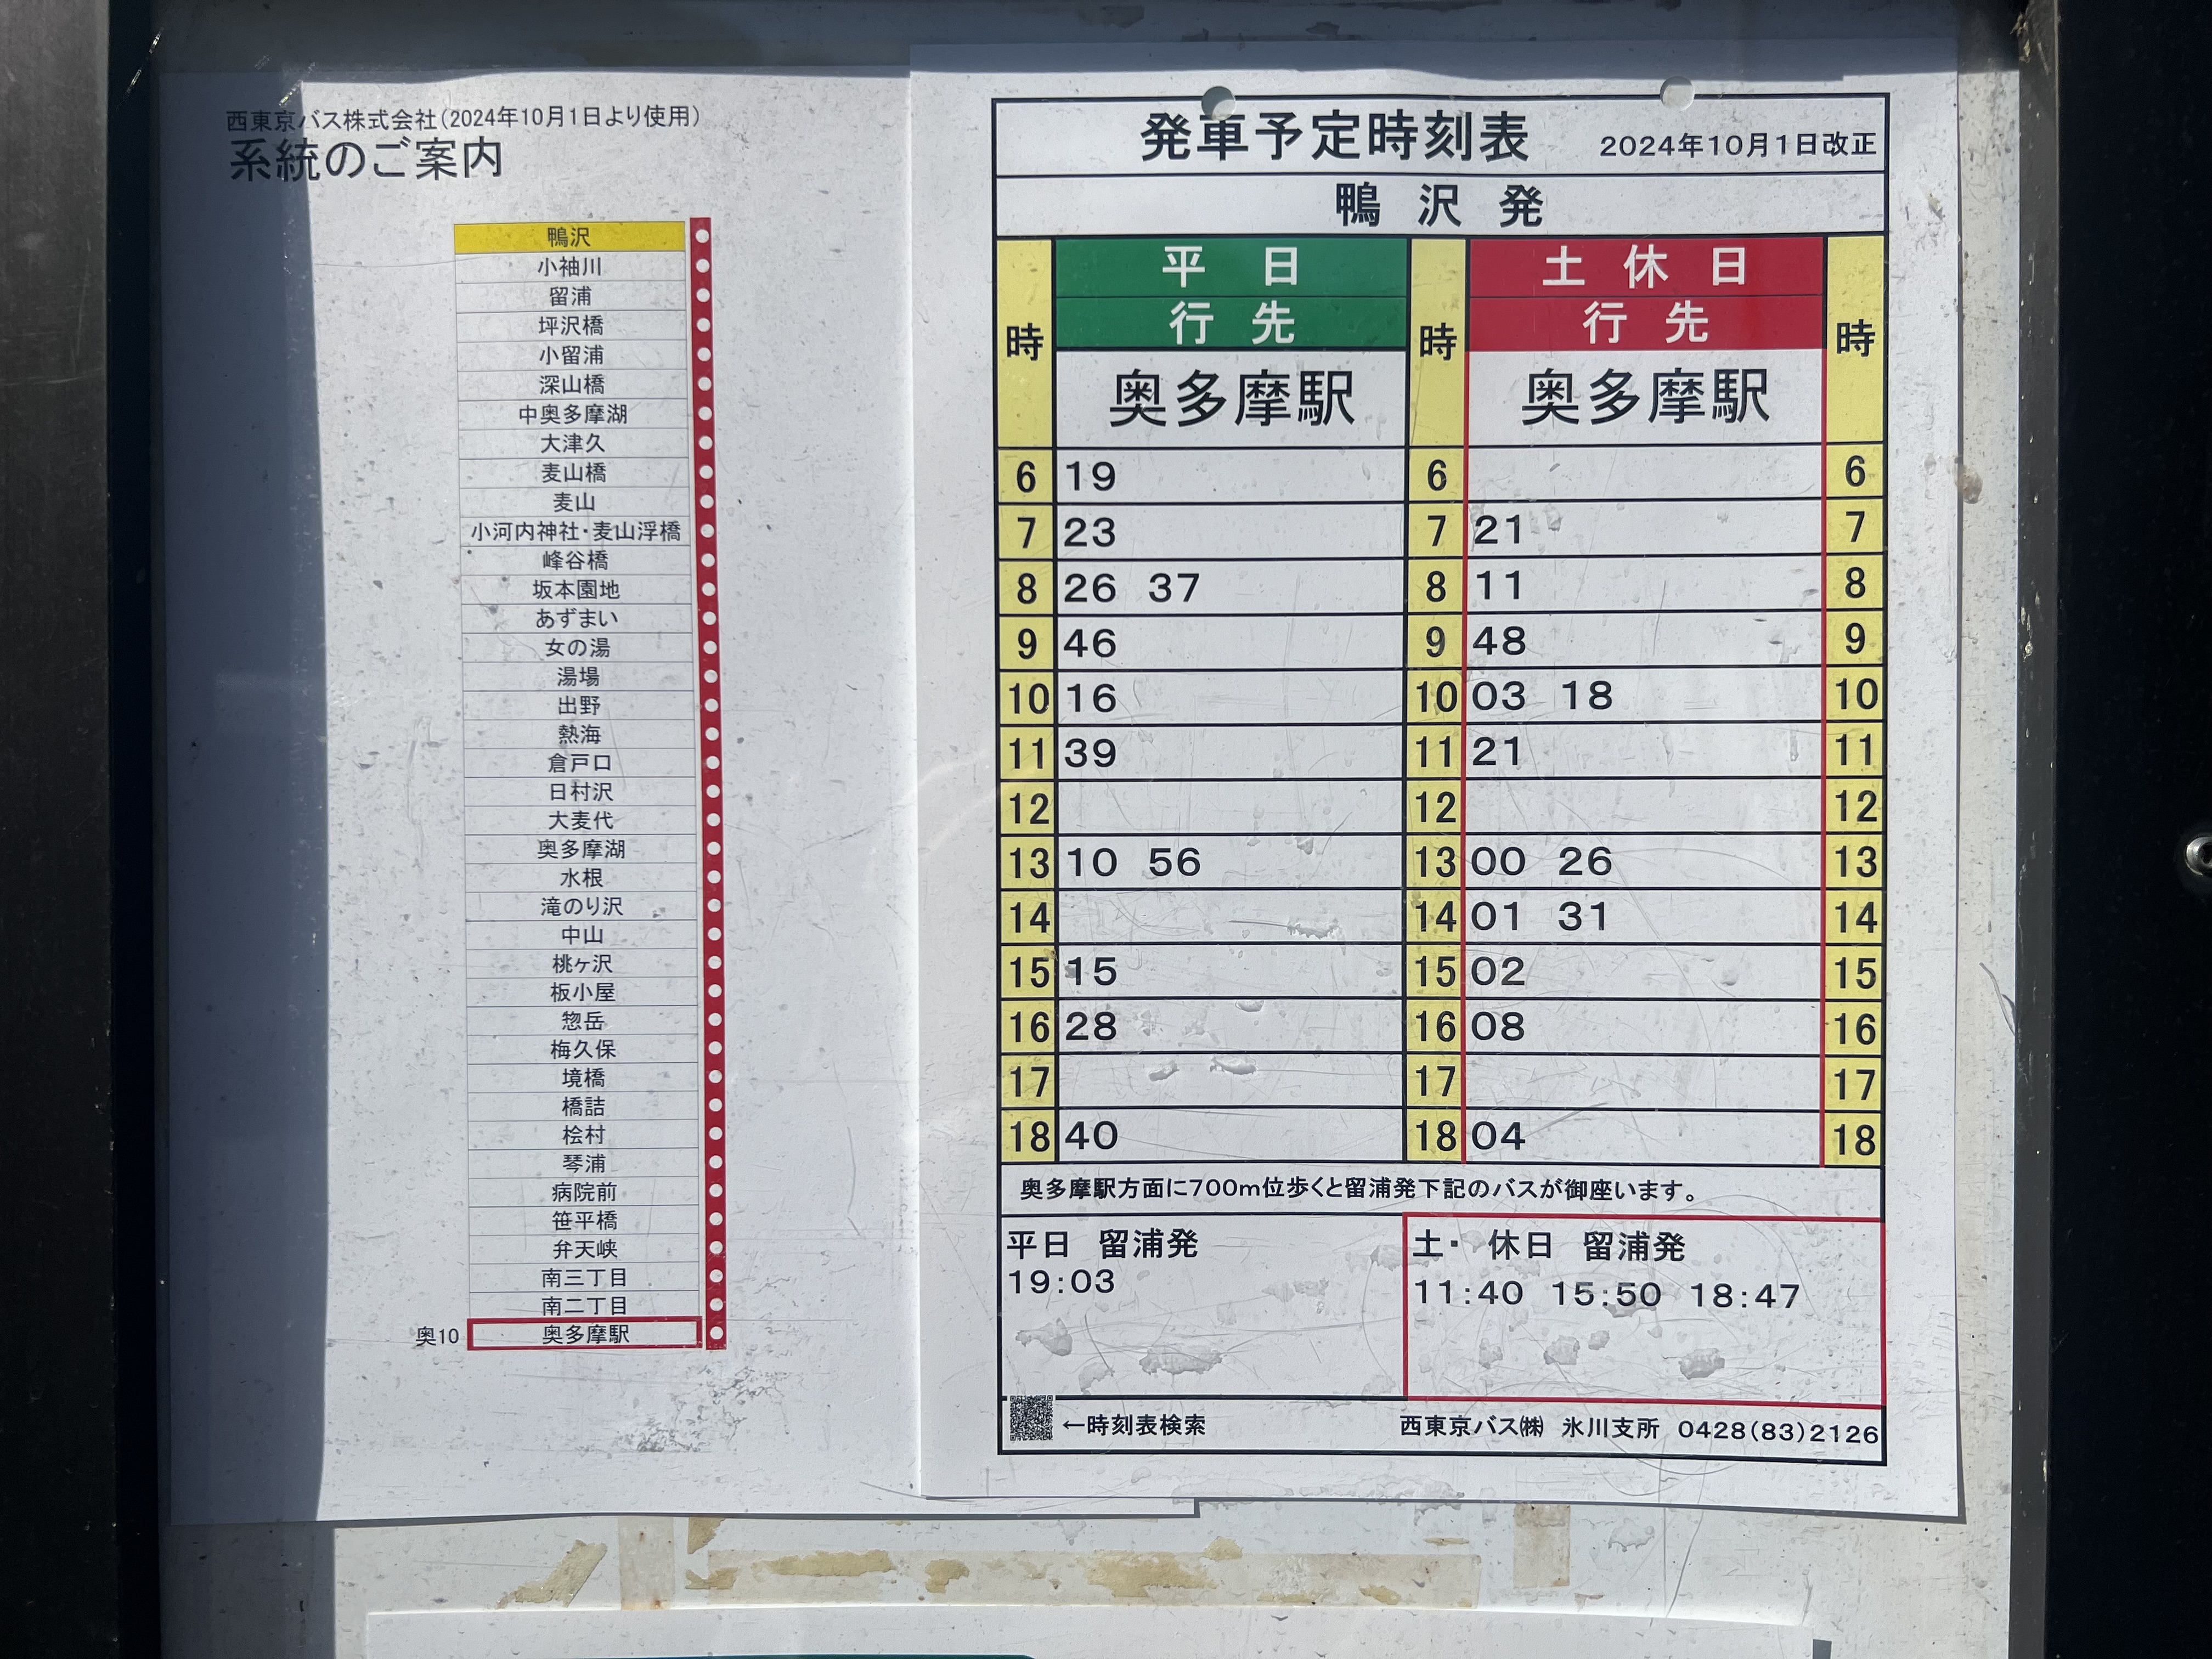 西東京バス株式会社(2024年10月1日より使用)
系統のご案内
鴨沢
小袖川
留浦
坪沢橋
小留浦
深山橋
中奥多摩湖
大津久
麦山橋
麦山
小河内神社・麦山浮橋
峰谷橋
坂本園地
あずまい
女の湯
湯場
出野
熱海
倉戸口
日村沢
大麦代
奥多摩湖
水根
滝のり沢
中山
桃ヶ沢
板小屋
惣岳
梅久保
境橋
橋詰
桧村
琴浦
病院前
笹平橋
弁天峡
南三丁目
南二丁目
奥10 奥多摩駅
発車予定時刻表 2024年10月1日改正
鴨沢発
時 平日 時 土休日 時
行先 行先
奥多摩駅 奥多摩駅
6 19 6 6
7 23 7 21 7
8 26 37 8 11 8
9 46 9 48 9
10 16 10 03 18 10
11 39 11 21 11
12 12 12
13 10 56 13 00 26 13
14 14 01 31 14
15 15 15 02 15
16 28 16 08 16
17 17 17
18 40 18 04 18
奥多摩駅方面に700m位歩くと留浦発下記のバスが御座います。
平日 留浦発
19:03
土・休日 留浦発
11:40 15:50 18:47
←時刻表検索 西東京バス㈱ 氷川支所 0428(83)2126